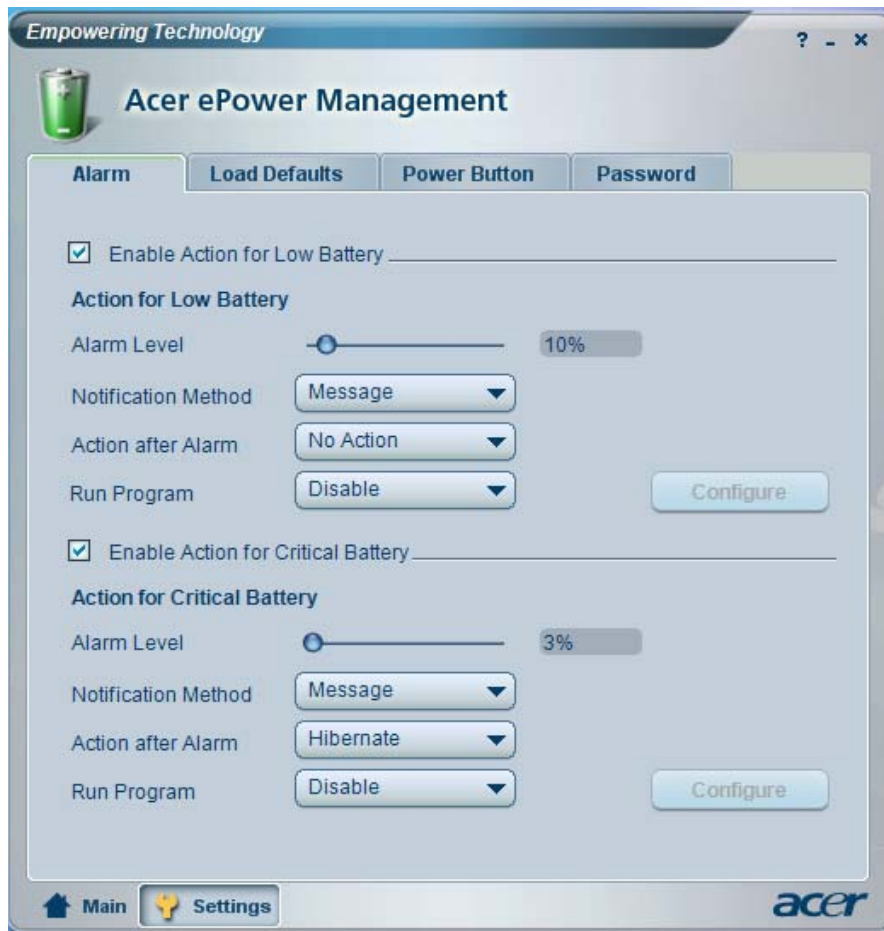 Empowering Technology
? - ×
Acer ePower Management
Alarm Load Defaults Power Button Password
Enable Action for Low Battery
Action for Low Battery
Alarm Level 10%
Notification Method Message
Action after Alarm No Action
Run Program Disable Configure
Enable Action for Critical Battery
Action for Critical Battery
Alarm Level 3%
Notification Method Message
Action after Alarm Hibernate
Run Program Disable Configure
Main Settings acer